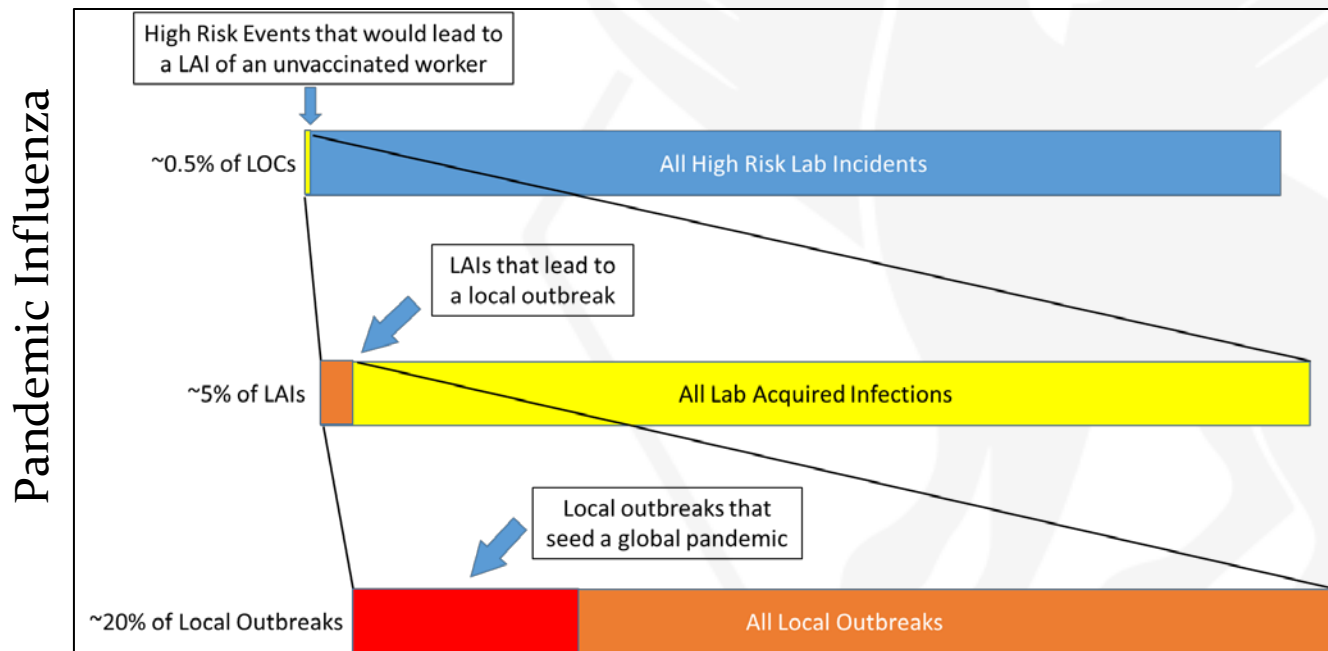 Pandemic Influenza
High Risk Events that would lead to
a LAI of an unvaccinated worker
~0.5% of LOCs
All High Risk Lab Incidents
LAIs that lead to
a local outbreak
~5% of LAIs
All Lab Acquired Infections
Local outbreaks that
seed a global pandemic
~20% of Local Outbreaks
All Local Outbreaks